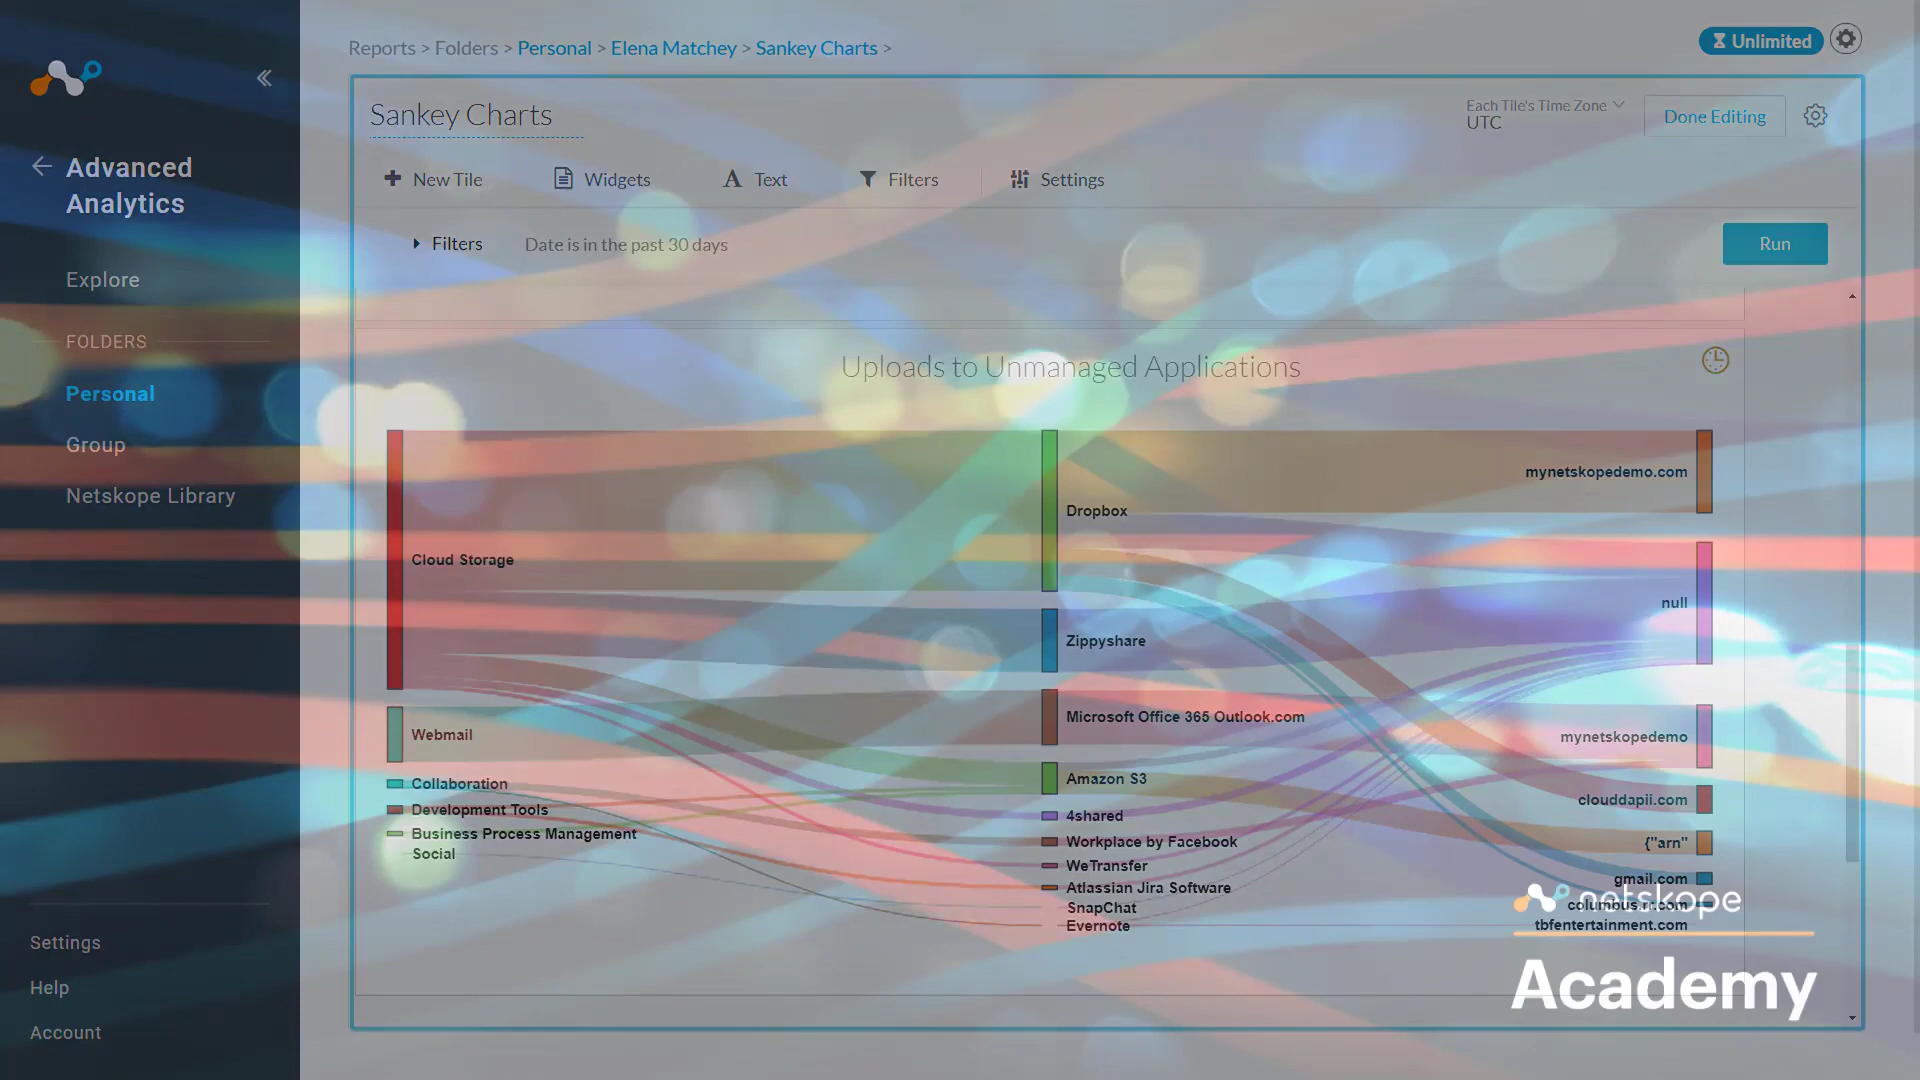 Reports > Folders > Personal > Elena Matchey > Sankey Charts >
Unlimited
Advanced
Analytics
Explore
FOLDERS
Personal
Group
Netskope Library
Settings
Help
Account
Sankey Charts
Each Tile's Time Zone
UTC
Done Editing
New Tile
Widgets
Text
Filters
Settings
Filters
Date is in the past 30 days
Run
Uploads to Unmanaged Applications
Cloud Storage
Webmail
Collaboration
Development Tools
Business Process Management
Social
Dropbox
Zippyshare
Microsoft Office 365 Outlook.com
Amazon S3
4shared
Workplace by Facebook
WeTransfer
Atlassian Jira Software
SnapChat
Evernote
mynetskopedemo.com
null
mynetskopedemo
clouddapii.com
{"arn"
gmail.com
columbus.rr.com
tbfentertainment.com
netskope
Academy